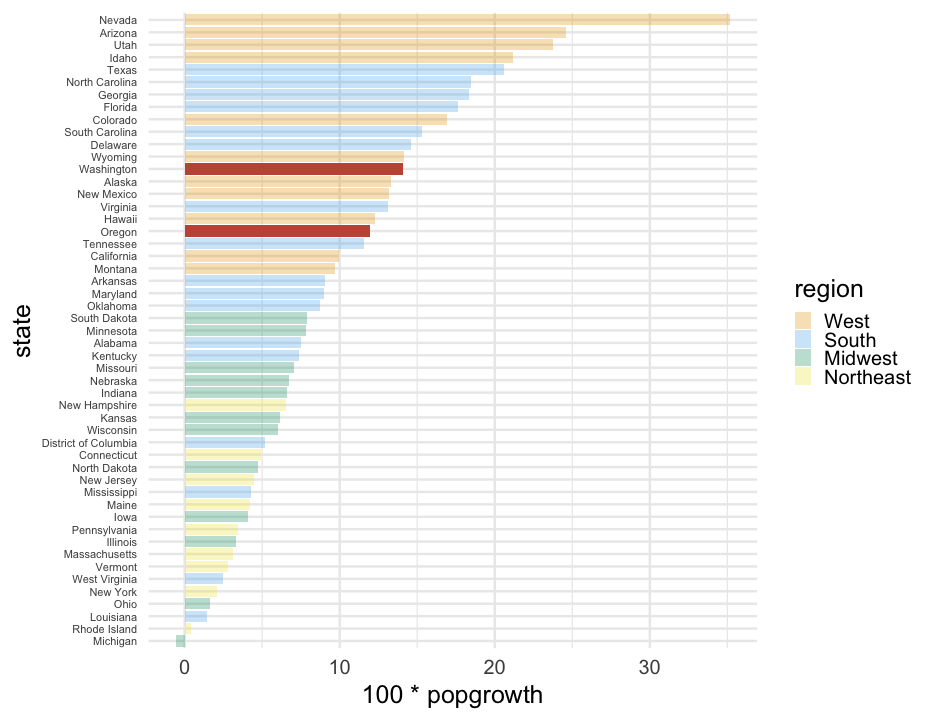 Nevada
Arizona
Utah
Idaho
Texas
North Carolina
Georgia
Florida
Colorado
South Carolina
Delaware
Wyoming
Washington
Alaska
New Mexico
Virginia
Hawaii
Oregon
Tennessee
California
Montana
Arkansas
Maryland
Oklahoma
South Dakota
Minnesota
Alabama
Kentucky
Missouri
Nebraska
Indiana
New Hampshire
Kansas
Wisconsin
District of Columbia
Connecticut
North Dakota
New Jersey
Mississippi
Maine
Iowa
Pennsylvania
Illinois
Massachusetts
Vermont
West Virginia
New York
Ohio
Louisiana
Rhode Island
Michigan
state
0 10 20 30
100 * popgrowth
region
West
South
Midwest
Northeast